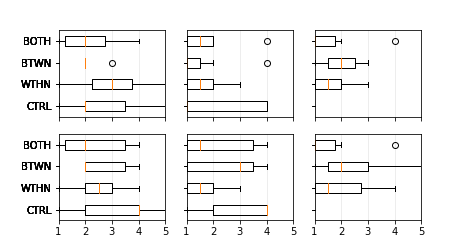 BOTH
BTWN
WTHN
CTRL
BOTH
BTWN
WTHN
CTRL
1 2 3 4 5 1 2 3 4 5 1 2 3 4 5